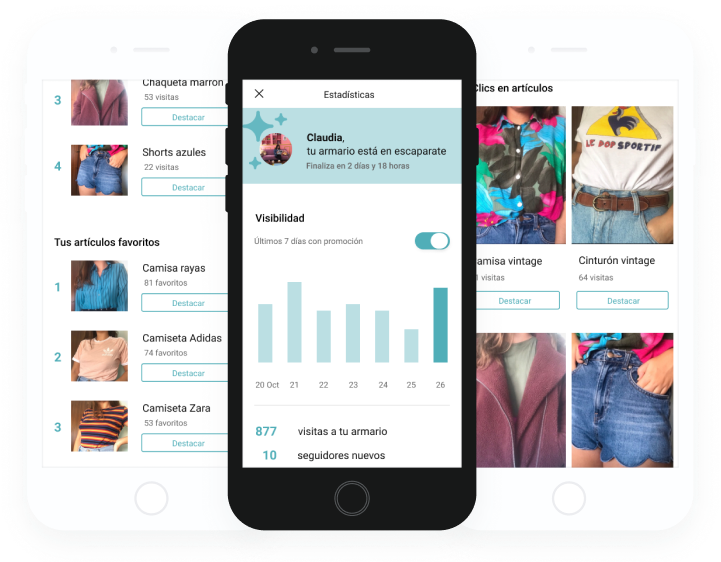 3
Chaqueta marron
53 visitas
Destacar
4
Shorts azules
22 visitas
Destacar
Tus artículos favoritos
1
Camisa rayas
81 favoritos
Destacar
2
Camiseta Adidas
74 favoritos
Destacar
3
Camiseta Zara
53 favoritos
Destacar
Estadísticas
Claudia,
tu armario está en escaparate
Finaliza en 2 días y 18 horas
Visibilidad
Últimos 7 días con promoción
20 Oct 21 22 23 24 25 26
877 visitas a tu armario
10 seguidores nuevos
Clics en artículos
LE POP SPORTIF
amisa vintage
visitas
Destacar
Cinturón vintage
64 visitas
Destacar